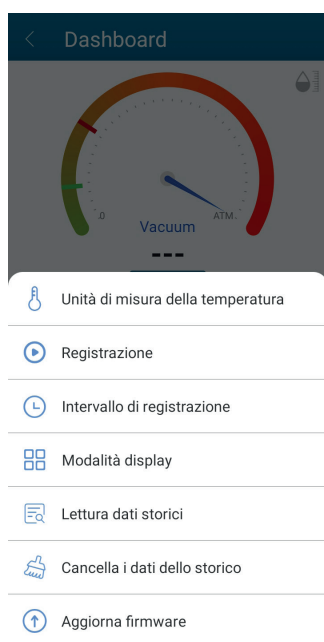 Dashboard
0
ATM.
Vacuum
---
Unità di misura della temperatura
Registrazione
Intervallo di registrazione
Modalità display
Lettura dati storici
Cancella i dati dello storico
Aggiorna firmware